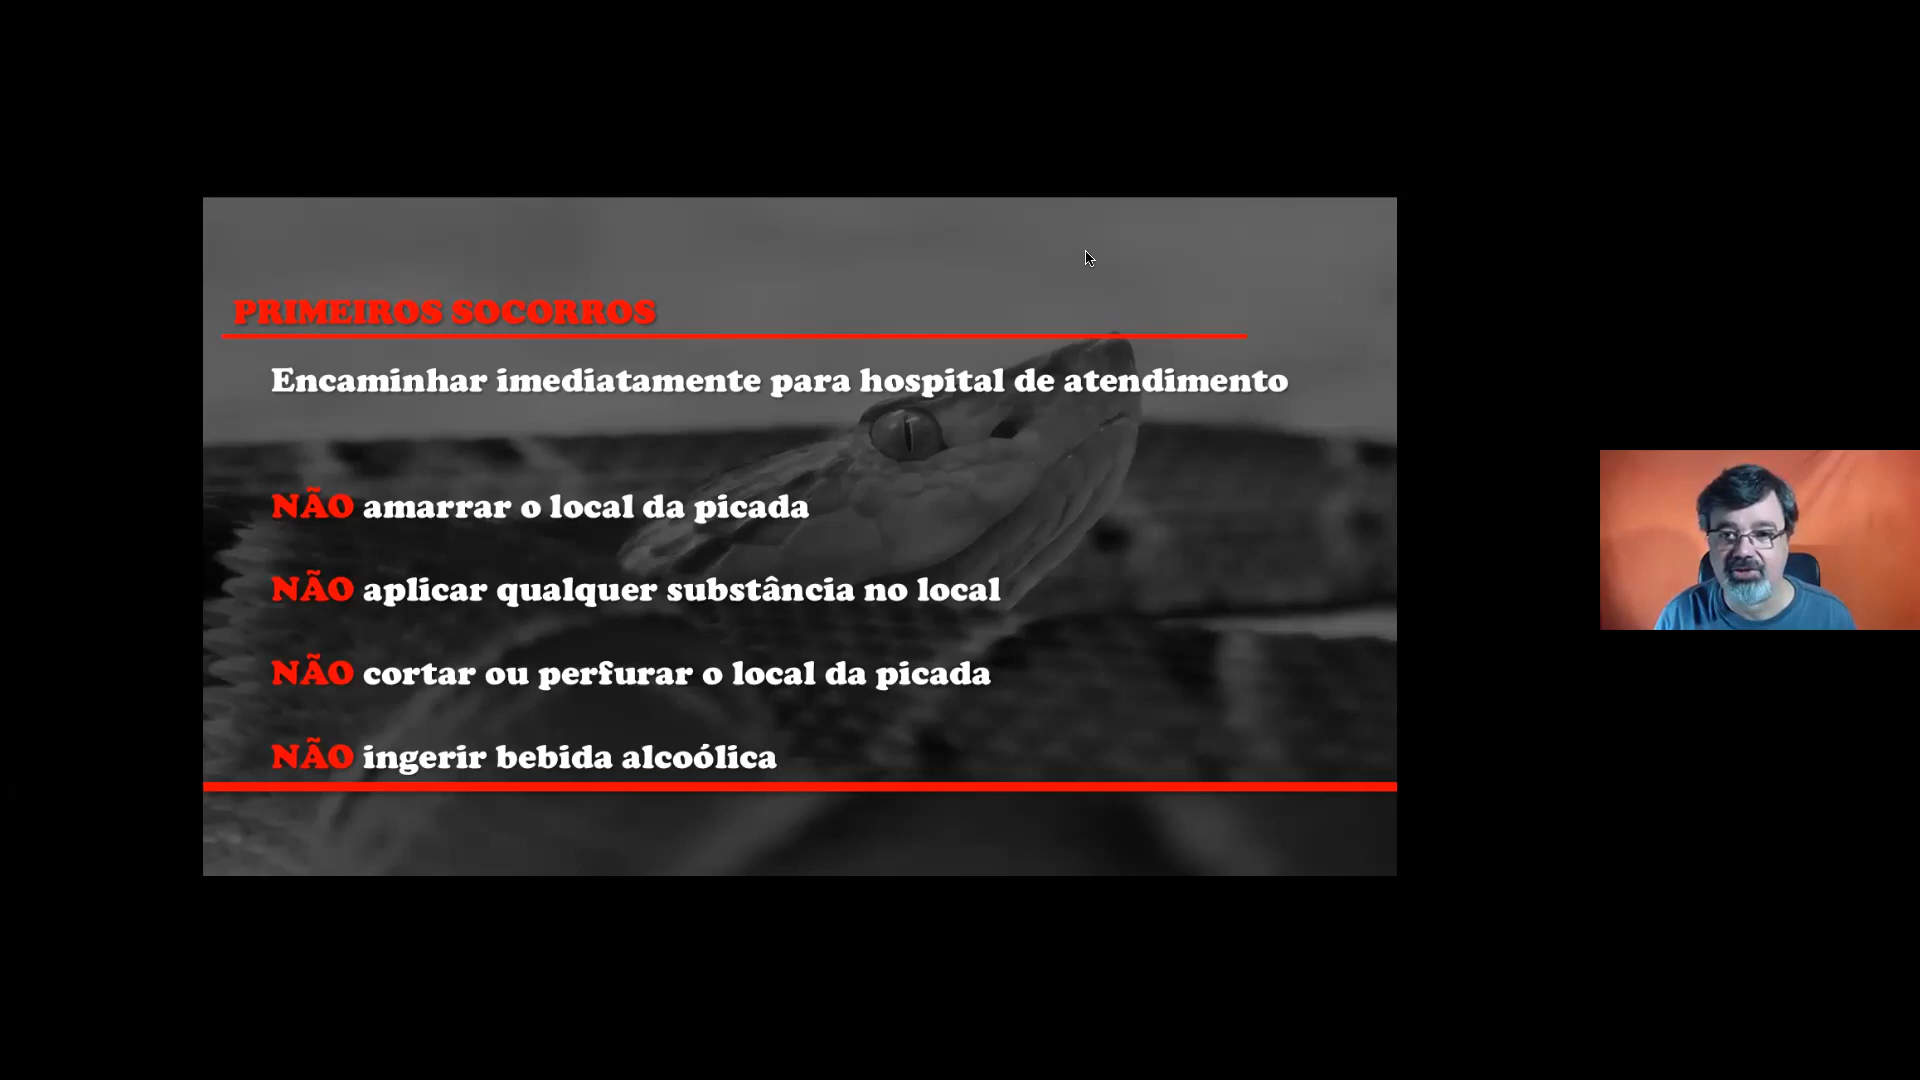 PRIMEIROS SOCORROS
Encaminhar imediatamente para hospital de atendimento
NÃO amarrar o local da picada
NÃO aplicar qualquer substância no local
NÃO cortar ou perfurar o local da picada
NÃO ingerir bebida alcoólica